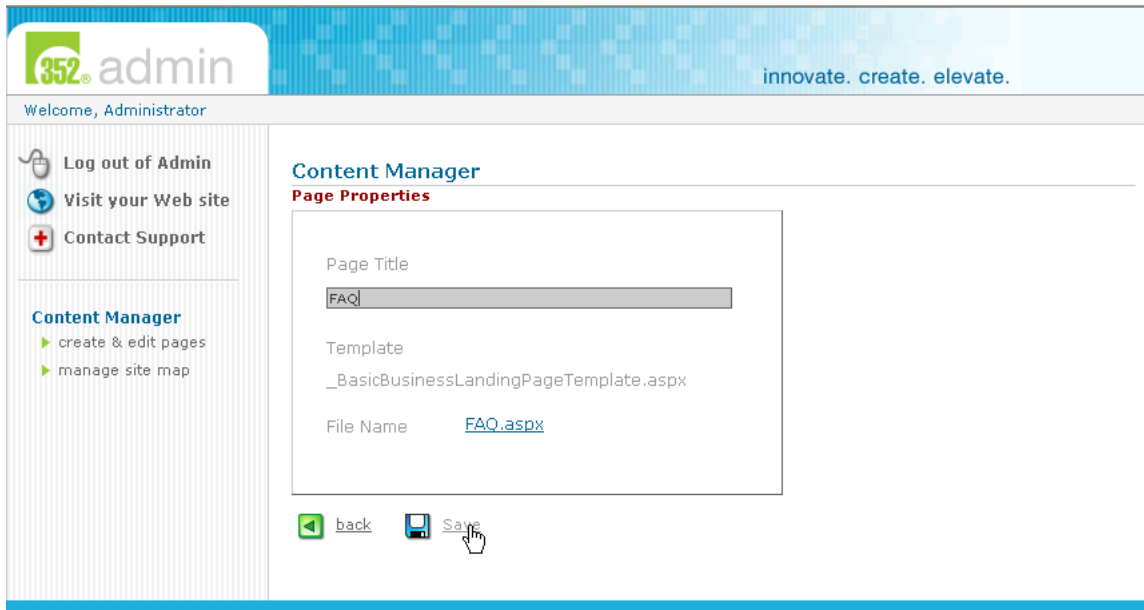 352® admin
innovate. create. elevate.
Welcome, Administrator
Log out of Admin
Visit your Web site
Contact Support
Content Manager
create & edit pages
manage site map
Content Manager
Page Properties
Page Title
FAQ
Template
_BasicBusinessLandingPageTemplate.aspx
File Name FAQ.aspx
back Save